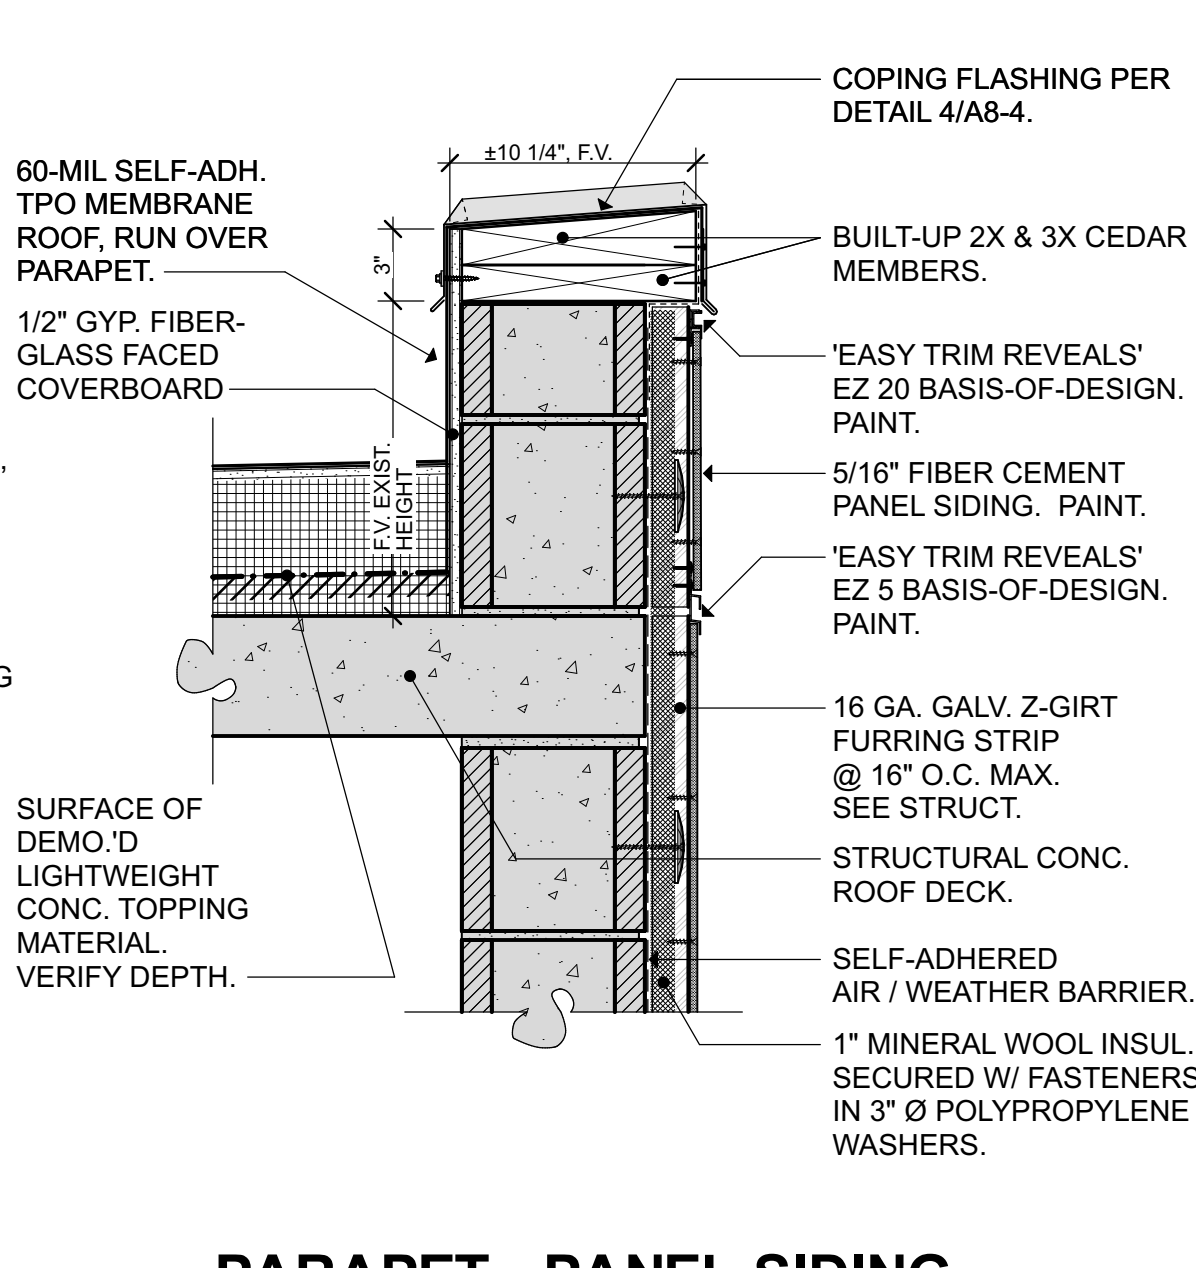 COPING FLASHING PER
DETAIL 4/A8-4.
±10 1/4", F.V.
60-MIL SELF-ADH.
TPO MEMBRANE
ROOF, RUN OVER
PARAPET.
3"
BUILT-UP 2X & 3X CEDAR
MEMBERS.
1/2" GYP. FIBER-
GLASS FACED
COVERBOARD
'EASY TRIM REVEALS'
EZ 20 BASIS-OF-DESIGN.
PAINT.
,
F.V. EXIST.
HEIGHT
5/16" FIBER CEMENT
PANEL SIDING.  PAINT.
'EASY TRIM REVEALS'
EZ 5 BASIS-OF-DESIGN.
PAINT.
G
16 GA. GALV. Z-GIRT
FURRING STRIP
@ 16" O.C. MAX.
SEE STRUCT.
SURFACE OF
DEMO.'D
LIGHTWEIGHT
CONC. TOPPING
MATERIAL.
VERIFY DEPTH.
STRUCTURAL CONC.
ROOF DECK.
SELF-ADHERED
AIR / WEATHER BARRIER.
1" MINERAL WOOL INSUL.
SECURED W/ FASTENERS
IN 3" Ø POLYPROPYLENE
WASHERS.
PARAPET - PANEL SIDING